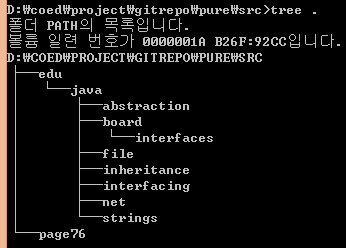 D:₩coed₩project₩gitrepo₩pure₩src>tree .
폴더 PATH의 목록입니다.
볼륨 일련 번호가 0000001A B26F:92CC입니다.
D:₩COED₩PROJECT₩GITREPO₩PURE₩SRC
├──edu
│  └──java
│      ├──abstraction
│      ├──board
│      │  └──interfaces
│      ├──file
│      ├──inheritance
│      ├──interfacing
│      ├──net
│      └──strings
└──page76